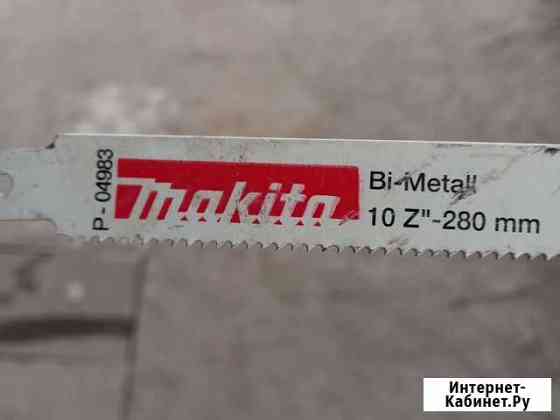 P - 04983
makita
Bi-Metall
10 Z"-280 mm
Интернет-
Кабинет.Ру